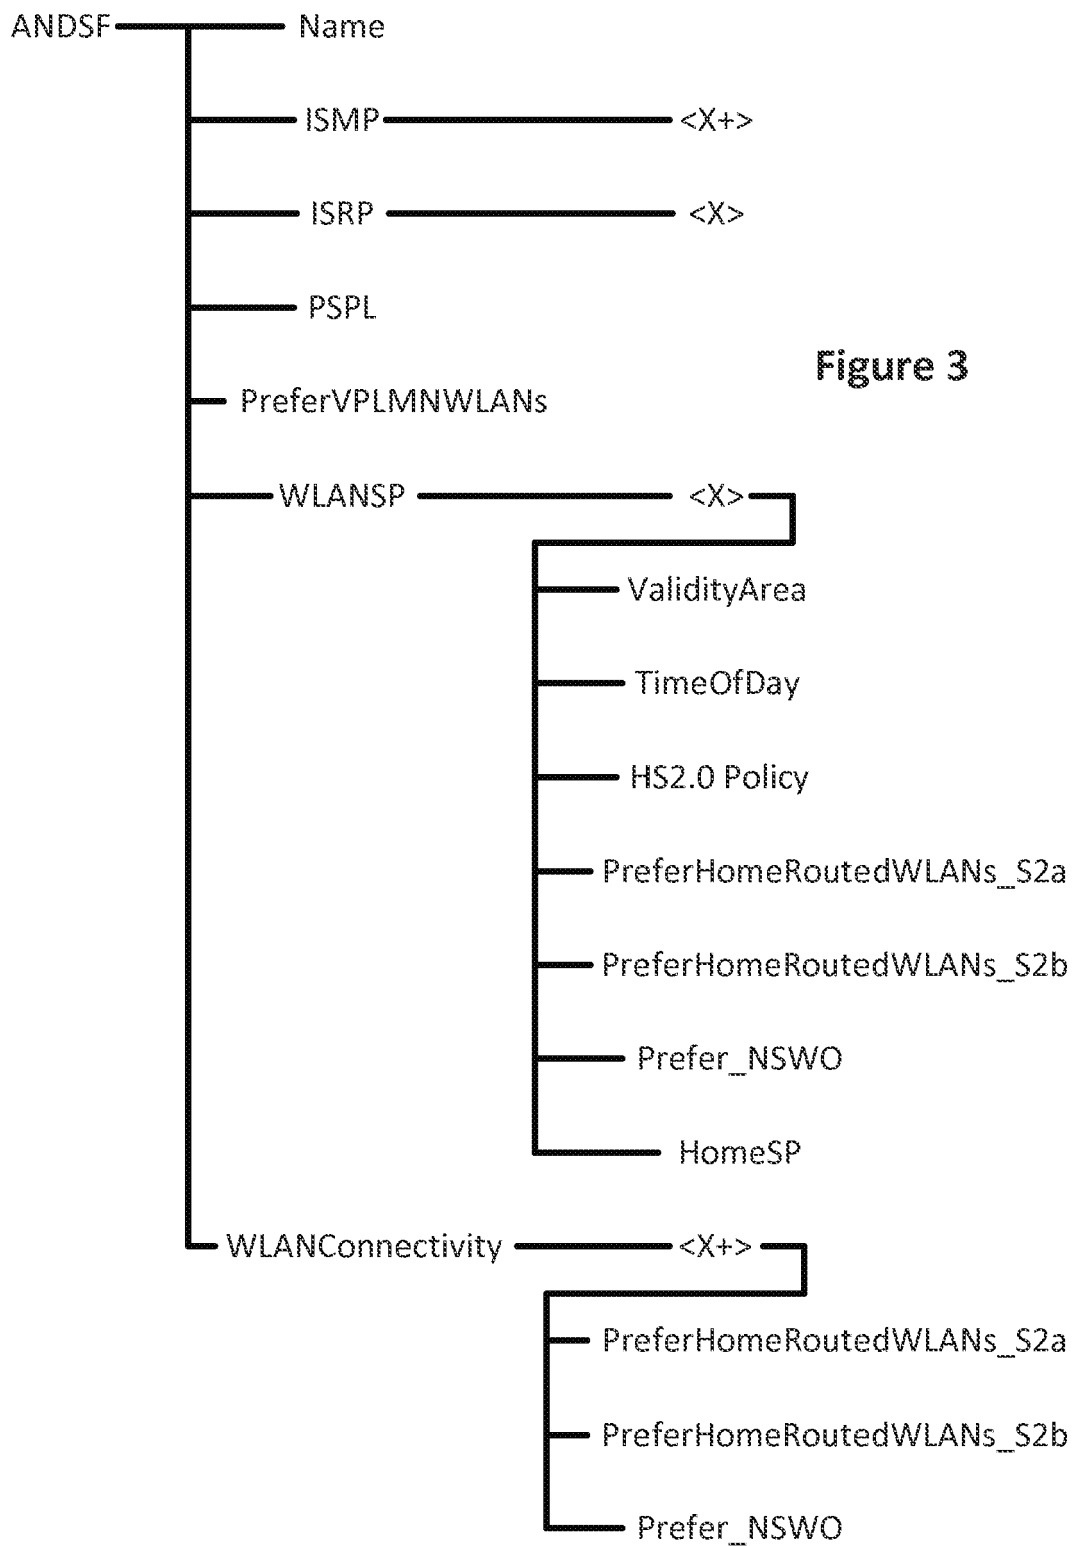 ANDSF Name
ISMP <X+>
ISRP <X>
PSPL
Figure 3
PreferVPLMNWLANs
WLANSP <X>
ValidityArea
TimeOfDay
HS2.0 Policy
PreferHomeRoutedWLANs_S2a
PreferHomeRoutedWLANs_S2b
Prefer_NSWO
HomeSP
WLANConnectivity <X+>
PreferHomeRoutedWLANs_S2a
PreferHomeRoutedWLANs_S2b
Prefer_NSWO